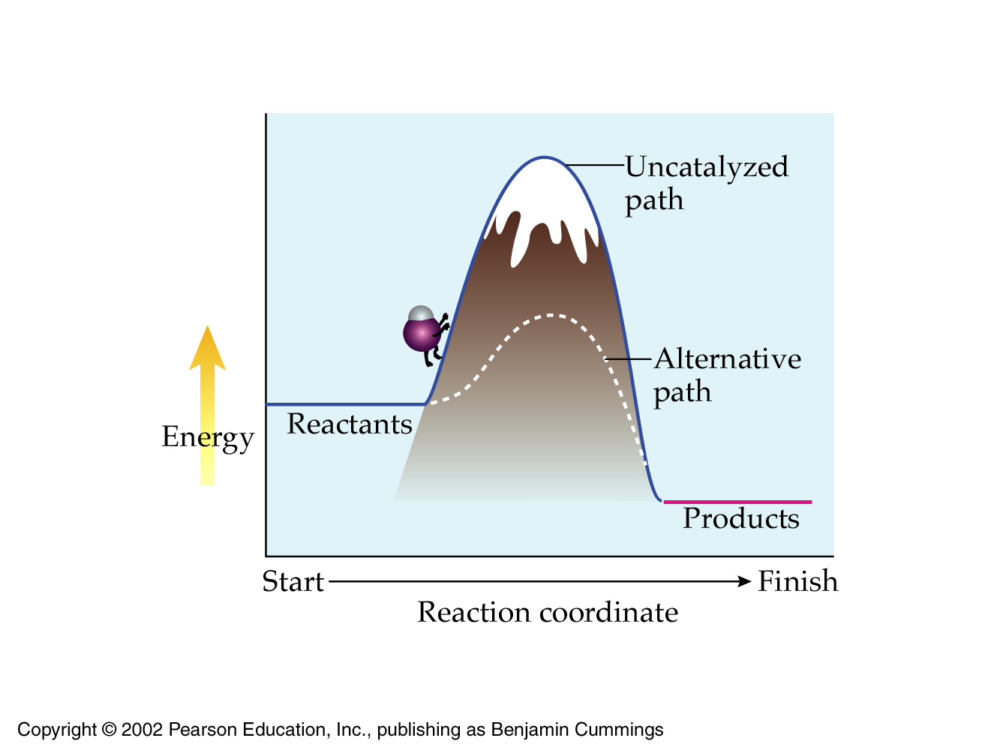 Uncatalyzed
path
Alternative
path
Reactants
Energy
Products
Start
Finish
Reaction coordinate
Copyright © 2002 Pearson Education, Inc., publishing as Benjamin Cummings